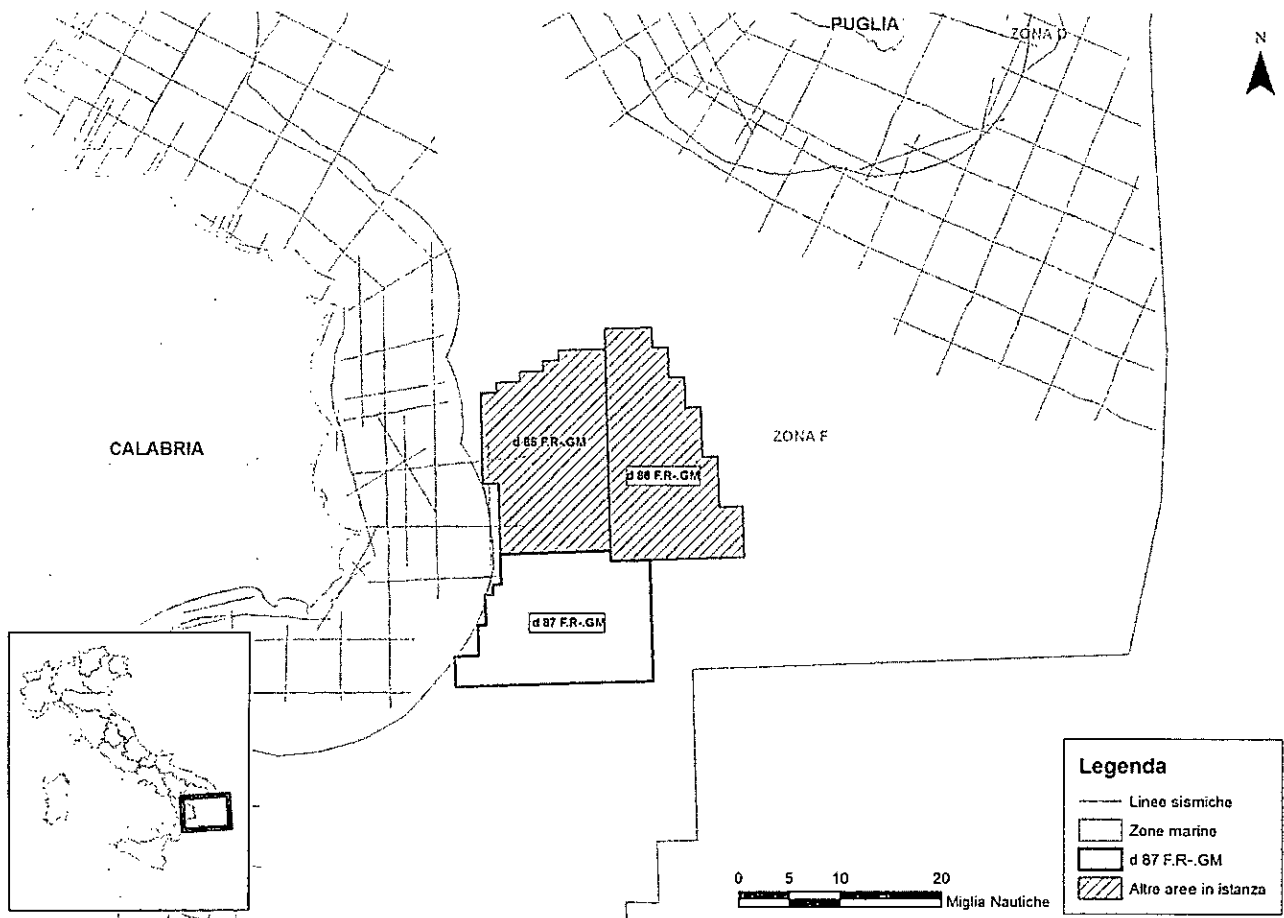 PUGLIA
ZONA D
N
CALABRIA
d 85 F.R-.GM
d 86 F.R-.GM
ZONA F
d 87 F.R-.GM
Legenda
Linee sismiche
Zone marine
d 87 F.R-.GM
Altre aree in istanza
0 5 10 20
Miglia Nautiche